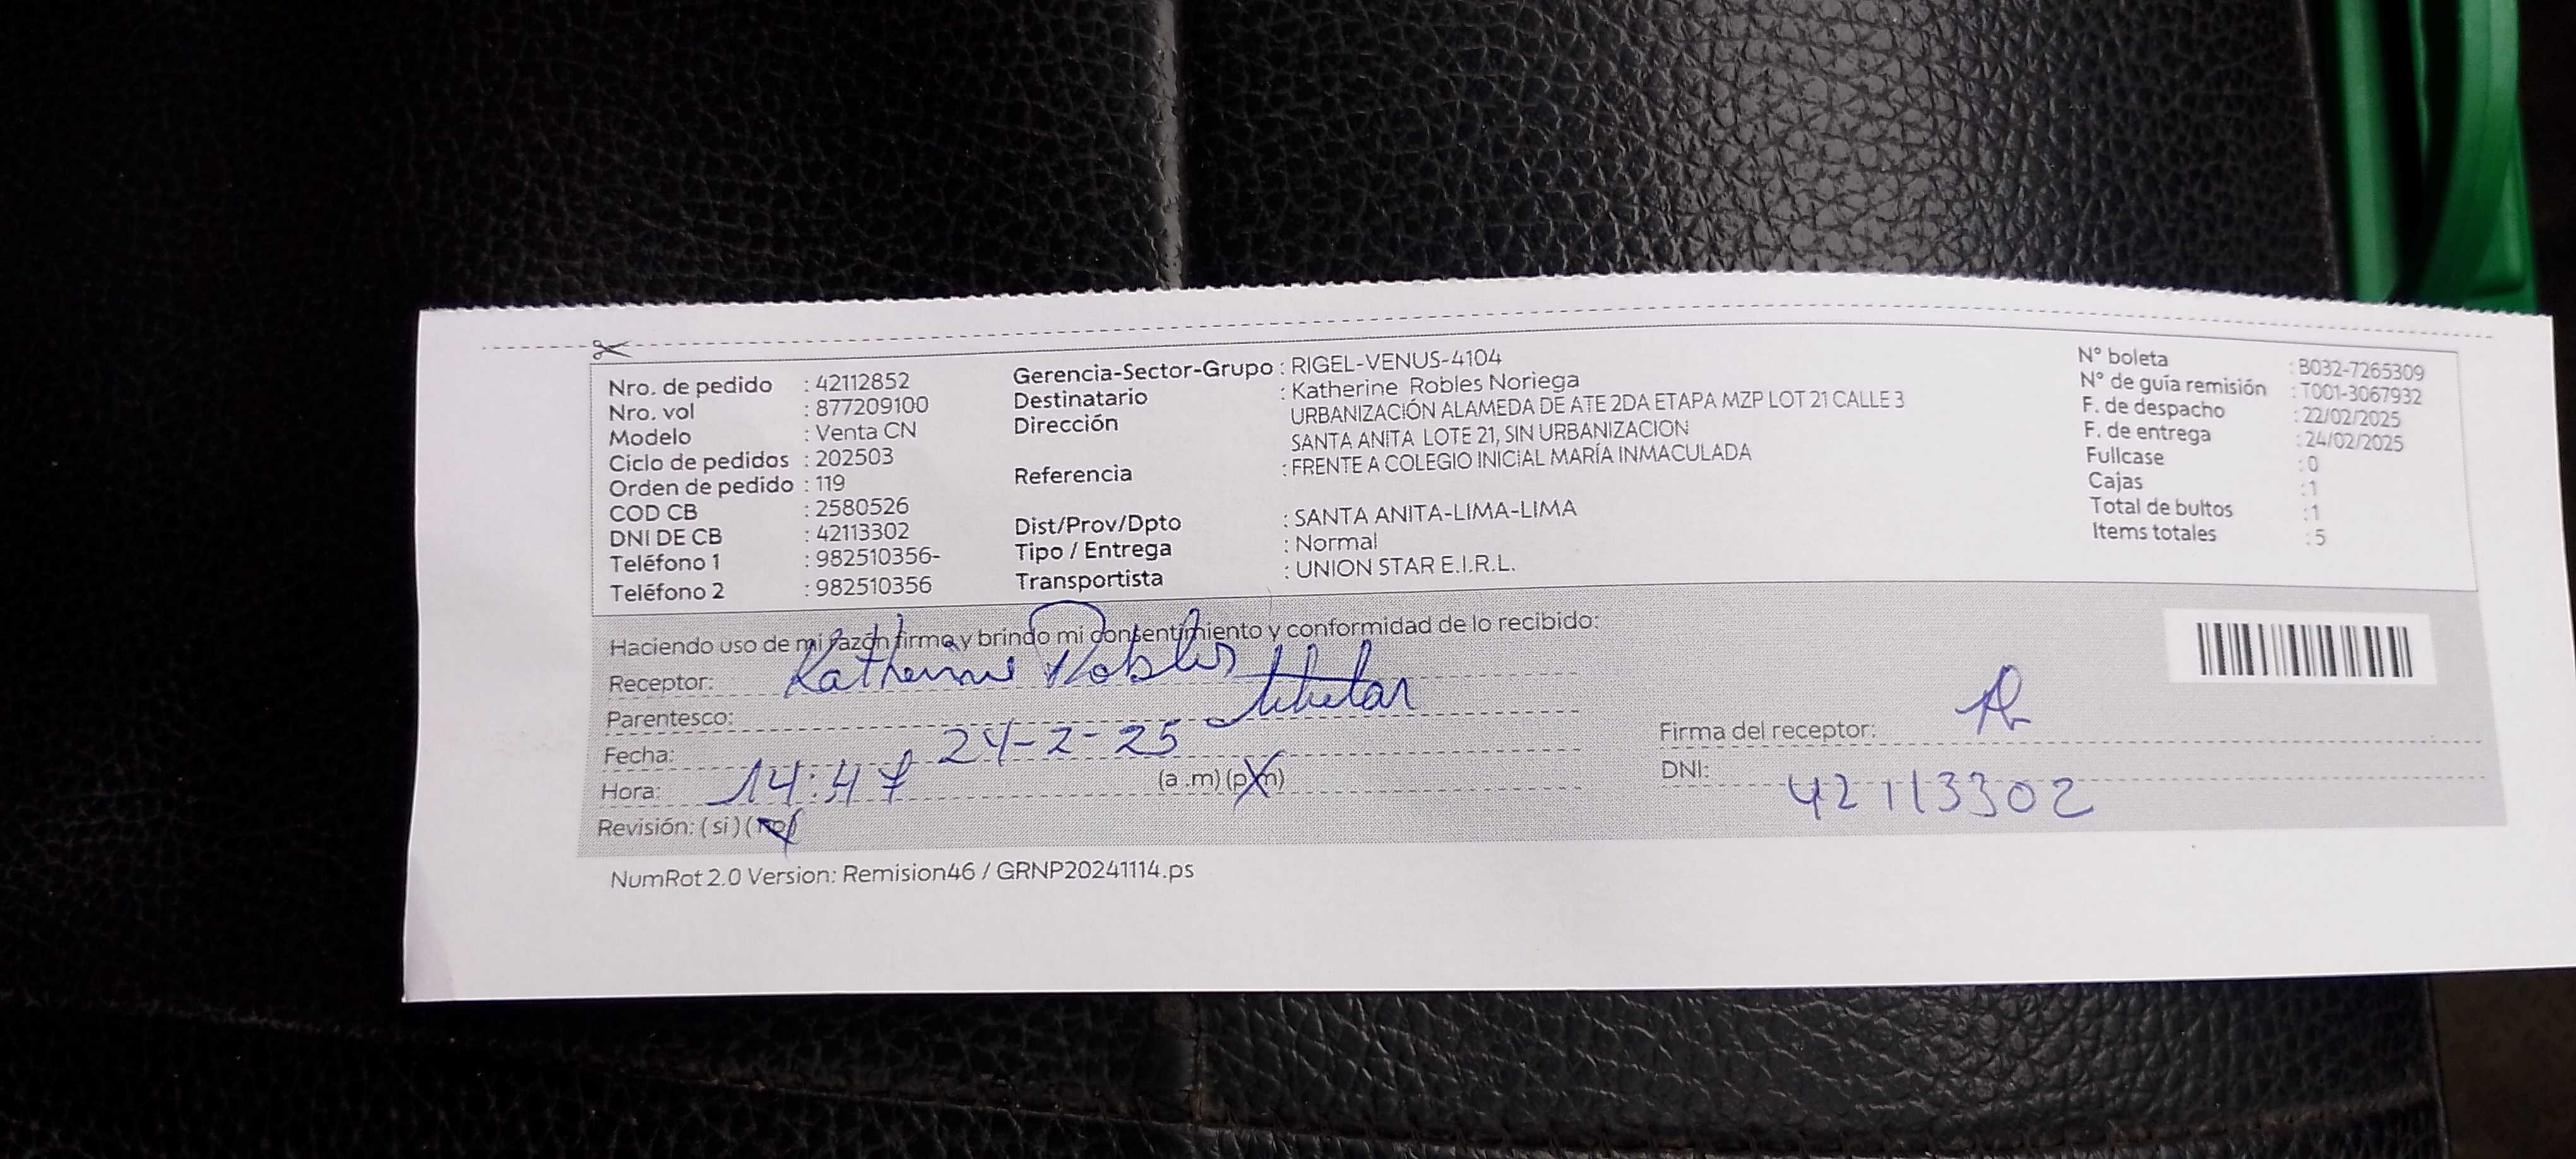 Nro. de pedido : 42112852
Nro. vol : 877209100
Modelo : Venta CN
Ciclo de pedidos : 202503
Orden de pedido : 119
COD CB : 2580526
DNI DE CB : 42113302
Teléfono 1 : 982510356-
Teléfono 2 : 982510356
Gerencia-Sector-Grupo : RIGEL-VENUS-4104
Destinatario : Katherine Robles Noriega
Dirección URBANIZACIÓN ALAMEDA DE ATE 2DA ETAPA MZP LOT 21 CALLE 3
SANTA ANITA LOTE 21, SIN URBANIZACION
Referencia : FRENTE A COLEGIO INICIAL MARÍA INMACULADA
Dist/Prov/Dpto : SANTA ANITA-LIMA-LIMA
Tipo / Entrega : Normal
Transportista : UNION STAR E.I.R.L.
N° boleta : B032-7265309
N° de guía remisión : T001-3067932
F. de despacho : 22/02/2025
F. de entrega : 24/02/2025
Fullcase : 0
Cajas : 1
Total de bultos : 1
Items totales : 5
Haciendo uso de mi razón firmo y brindo mi consentimiento y conformidad de lo recibido:
Receptor: Katherine Robles
Parentesco: titular
Fecha: 24-2-25
Hora: 14:47 (a .m) (p.m)
Revisión: ( si ) ( no )
Firma del receptor:
DNI: 42113302
NumRot 2.0 Version: Remision46 / GRNP20241114.ps